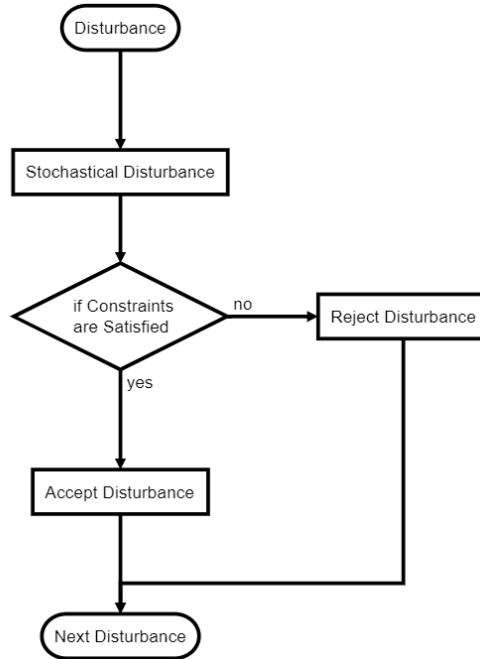 Disturbance
Stochastical Disturbance
if Constraints
are Satisfied
no
Reject Disturbance
yes
Accept Disturbance
Next Disturbance